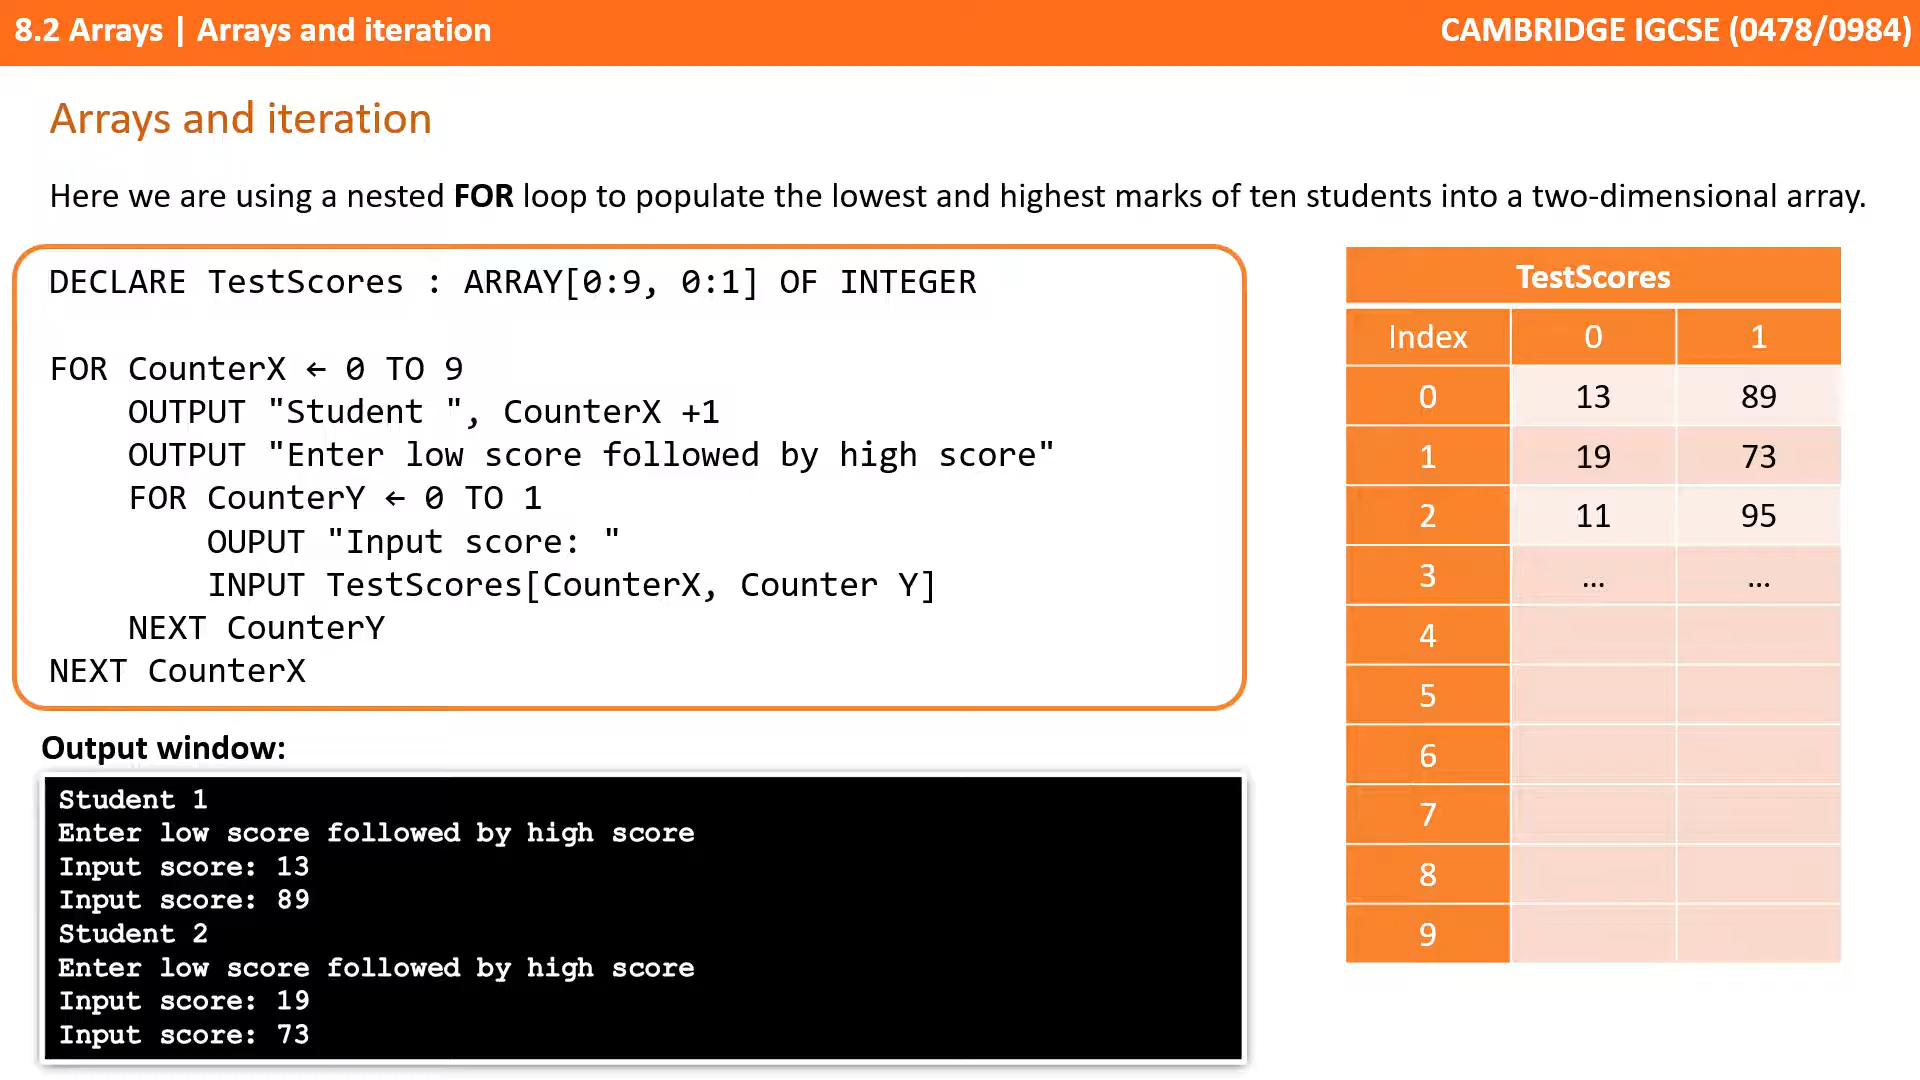 8.2 Arrays | Arrays and iteration
CAMBRIDGE IGCSE (0478/0984)
Arrays and iteration
Here we are using a nested FOR loop to populate the lowest and highest marks of ten students into a two-dimensional array.
DECLARE TestScores : ARRAY[0:9, 0:1] OF INTEGER
FOR CounterX ← 0 TO 9
OUTPUT "Student ", CounterX +1
OUTPUT "Enter low score followed by high score"
FOR CounterY ← 0 TO 1
OUPUT "Input score: "
INPUT TestScores[CounterX, Counter Y]
NEXT CounterY
NEXT CounterX
Output window:
Student 1
Enter low score followed by high score
Input score: 13
Input score: 89
Student 2
Enter low score followed by high score
Input score: 19
Input score: 73
TestScores
Index 0 1
0 13 89
1 19 73
2 11 95
3 ... ...
4
5
6
7
8
9